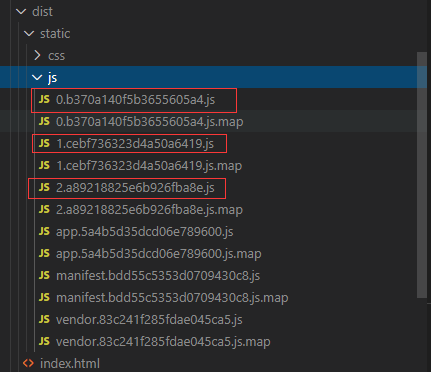 dist
static
css
js
JS 0.b370a140f5b3655605a4.js
JS 0.b370a140f5b3655605a4.js.map
JS 1.cebf736323d4a50a6419.js
JS 1.cebf736323d4a50a6419.js.map
JS 2.a89218825e6b926fba8e.js
JS 2.a89218825e6b926fba8e.js.map
JS app.5a4b5d35dcd06e789600.js
JS app.5a4b5d35dcd06e789600.js.map
JS manifest.bdd55c5353d0709430c8.js
JS manifest.bdd55c5353d0709430c8.js.map
JS vendor.83c241f285fdae045ca5.js
JS vendor.83c241f285fdae045ca5.js.map
<> index.html